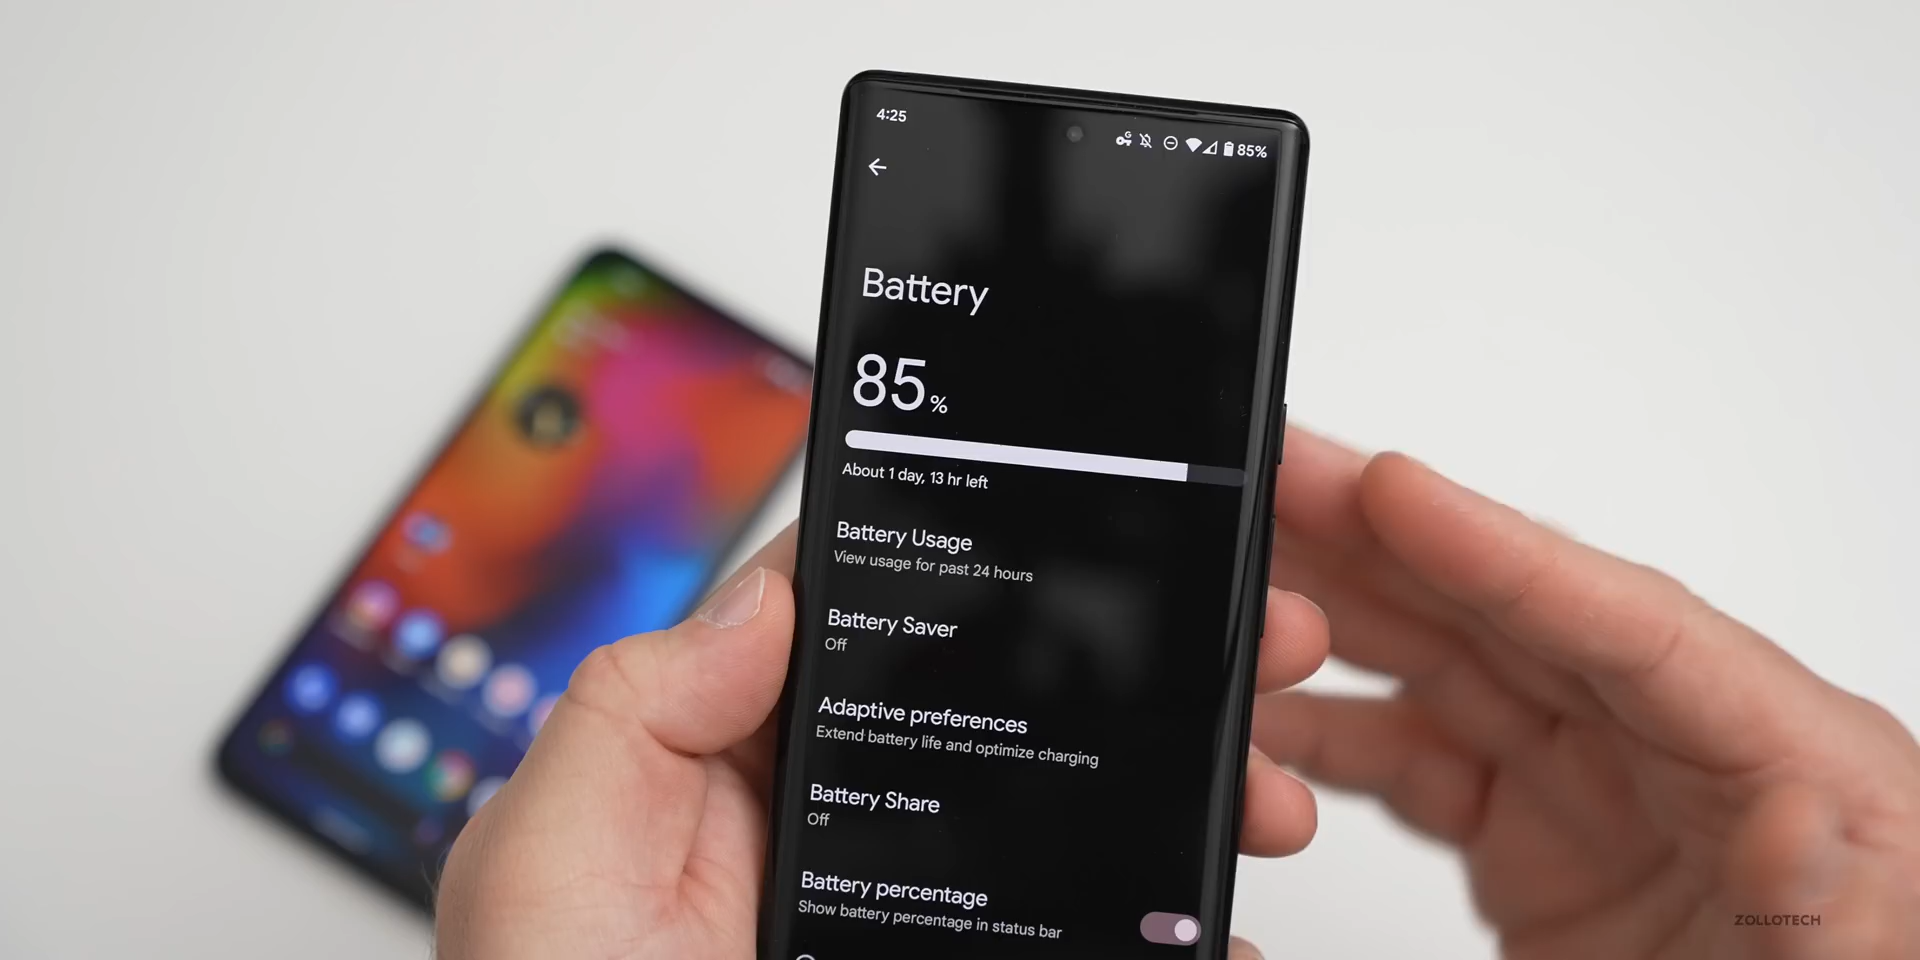 4:25
G
85%
Battery
85%
About 1 day, 13 hr left
Battery Usage
View usage for past 24 hours
Battery Saver
Off
Adaptive preferences
Extend battery life and optimize charging
Battery Share
Off
Battery percentage
Show battery percentage in status bar
ZOLLOTECH